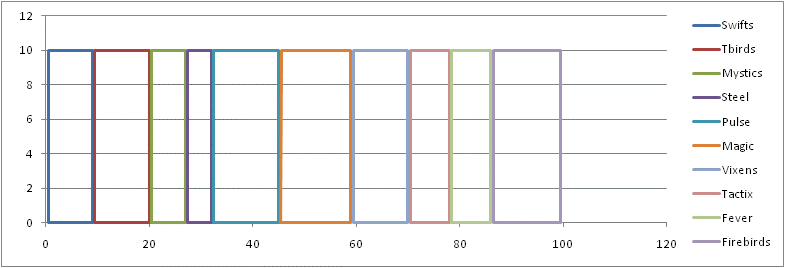 12
10
8
6
4
2
0
0 20 40 60 80 100 120
Swifts
Tbirds
Mystics
Steel
Pulse
Magic
Vixens
Tactix
Fever
Firebirds